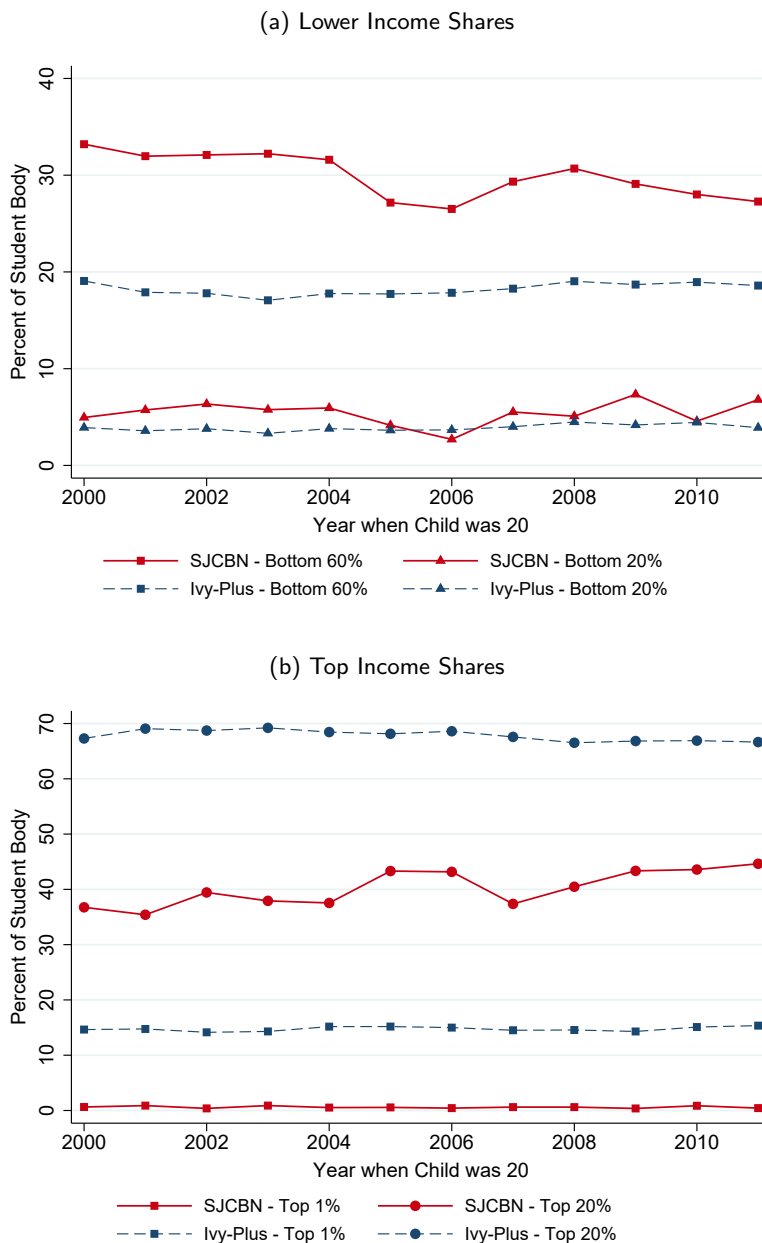 (a) Lower Income Shares
40
30
20
10
0
Percent of Student Body
2000 2002 2004 2006 2008 2010
Year when Child was 20
SJCBN - Bottom 60% SJCBN - Bottom 20%
Ivy-Plus - Bottom 60% Ivy-Plus - Bottom 20%
(b) Top Income Shares
70
60
50
40
30
20
10
0
Percent of Student Body
2000 2002 2004 2006 2008 2010
Year when Child was 20
SJCBN - Top 1% SJCBN - Top 20%
Ivy-Plus - Top 1% Ivy-Plus - Top 20%